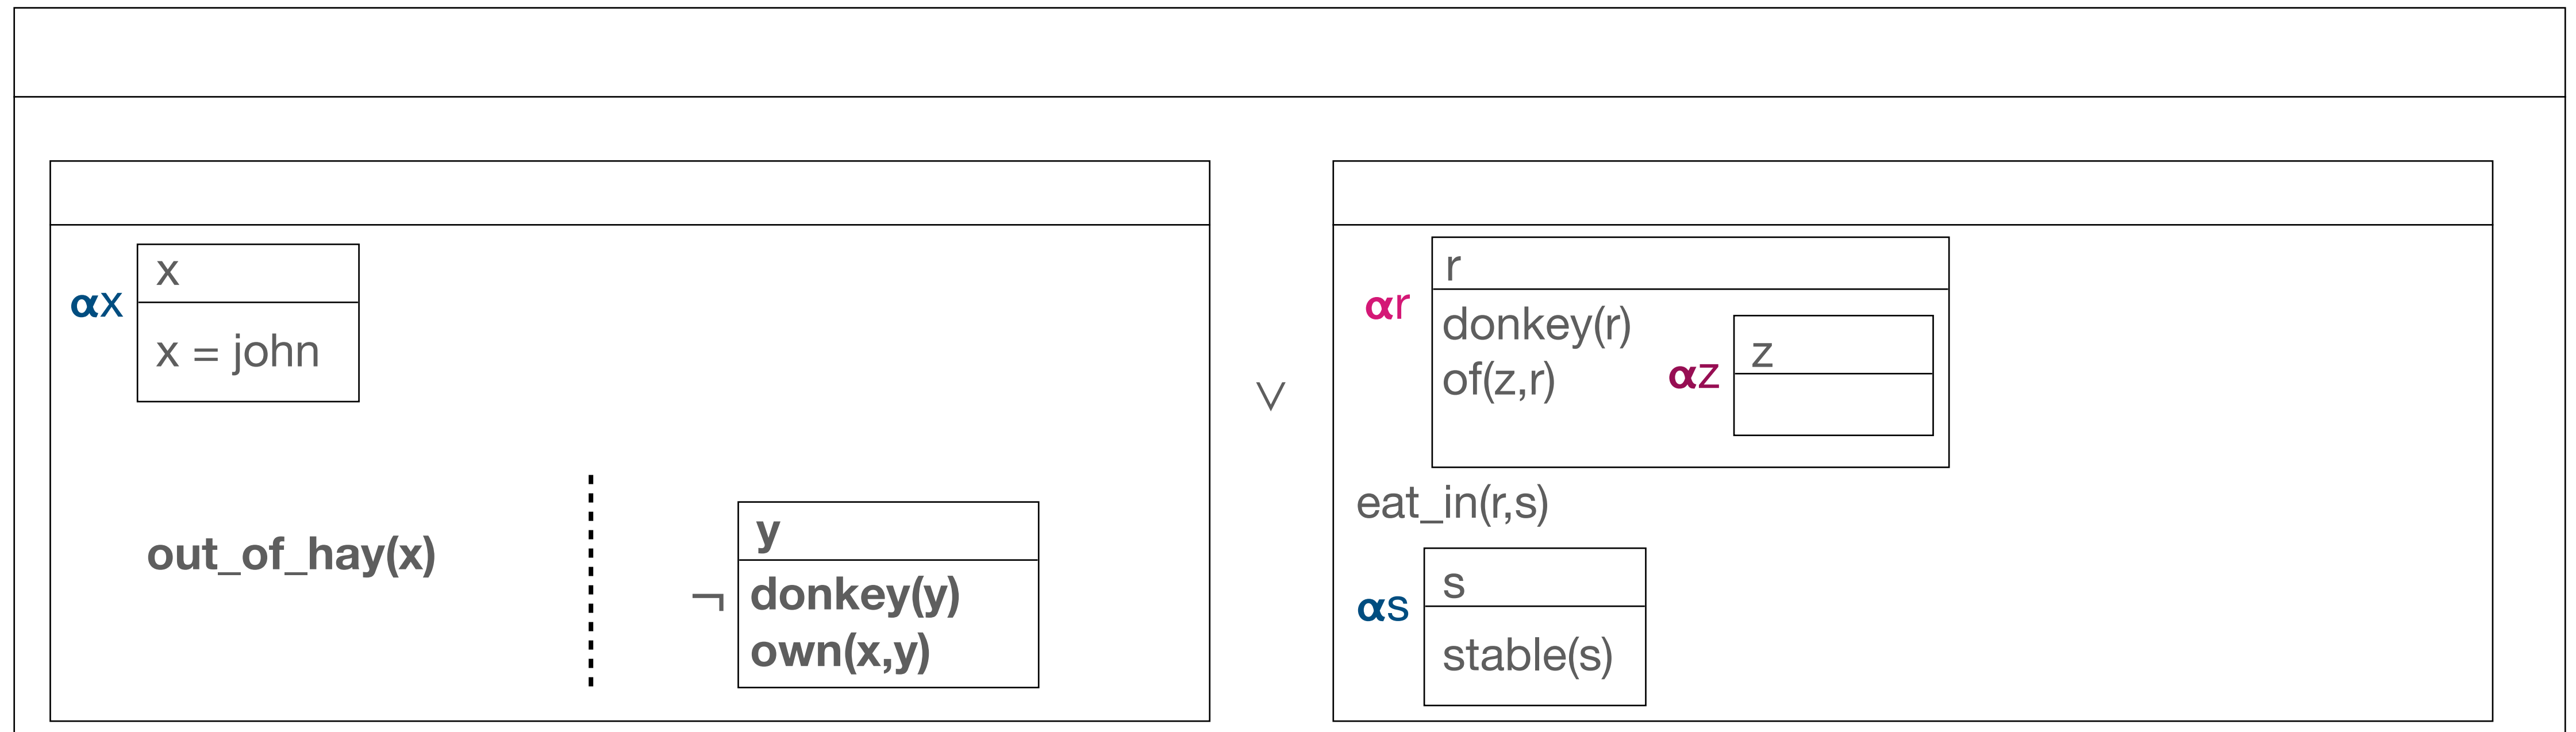 αx
x
x = john
out_of_hay(x)
¬
y
donkey(y)
own(x,y)
∨
αr
r
donkey(r)
of(z,r)
αz
z
eat_in(r,s)
αs
s
stable(s)